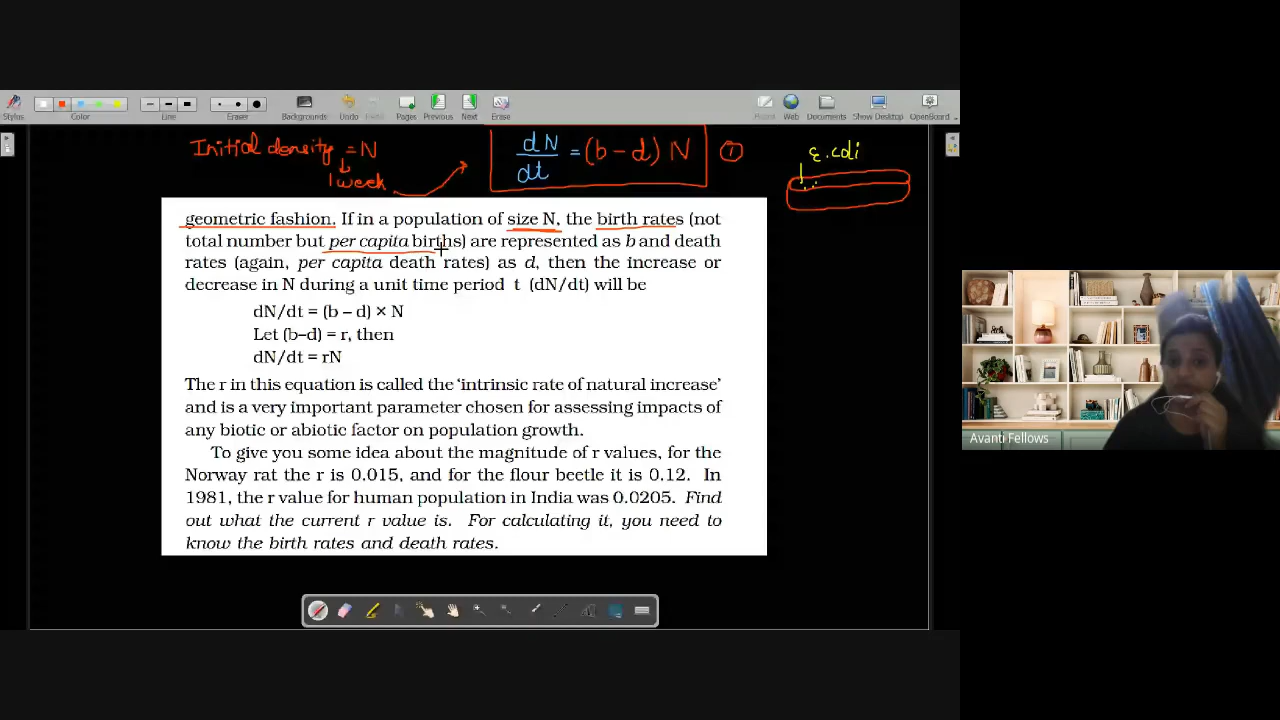 Stylus
Color
Line
Eraser
Backgrounds
Undo
Redo
Pages
Previous
Next
Erase
Board
Web
Documents
Show Desktop
OpenBoard
Initial density = N
1 week
dN/dt = (b - d) N ①
E.coli
geometric fashion. If in a population of size N, the birth rates (not
total number but per capita births) are represented as b and death
rates (again, per capita death rates) as d, then the increase or
decrease in N during a unit time period t (dN/dt) will be
dN/dt = (b – d) × N
Let (b–d) = r, then
dN/dt = rN
The r in this equation is called the ‘intrinsic rate of natural increase’
and is a very important parameter chosen for assessing impacts of
any biotic or abiotic factor on population growth.
To give you some idea about the magnitude of r values, for the
Norway rat the r is 0.015, and for the flour beetle it is 0.12. In
1981, the r value for human population in India was 0.0205. Find
out what the current r value is. For calculating it, you need to
know the birth rates and death rates.
Avanti Fellows